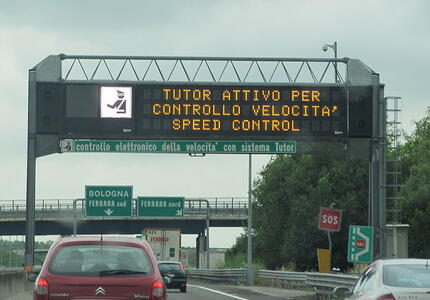 TUTOR ATTIVO PER
CONTROLLO VELOCITA'
SPEED CONTROL
controllo elettronico della velocità con sistema Tutor
BOLOGNA
FERRARA sud
FERRARA nord
SOS